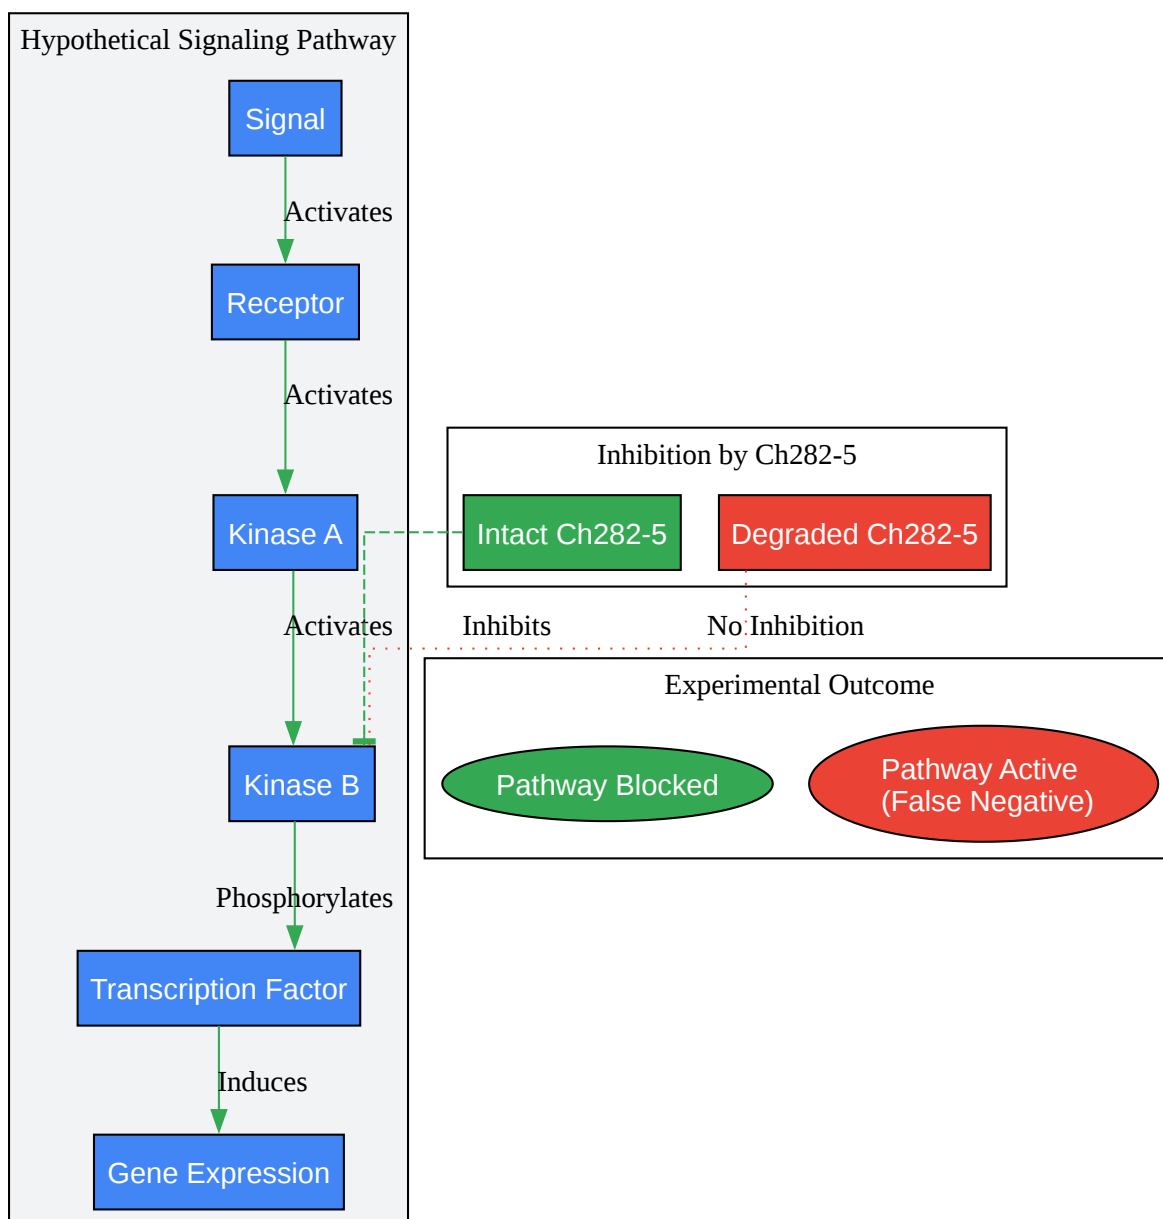 Hypothetical Signaling Pathway
Signal
Activates
Receptor
Activates
Inhibition by Ch282-5
Kinase A
Intact Ch282-5
Degraded Ch282-5
Activates
Inhibits
No Inhibition
Experimental Outcome
Kinase B
Pathway Blocked
Pathway Active
(False Negative)
Phosphorylates
Transcription Factor
Induces
Gene Expression